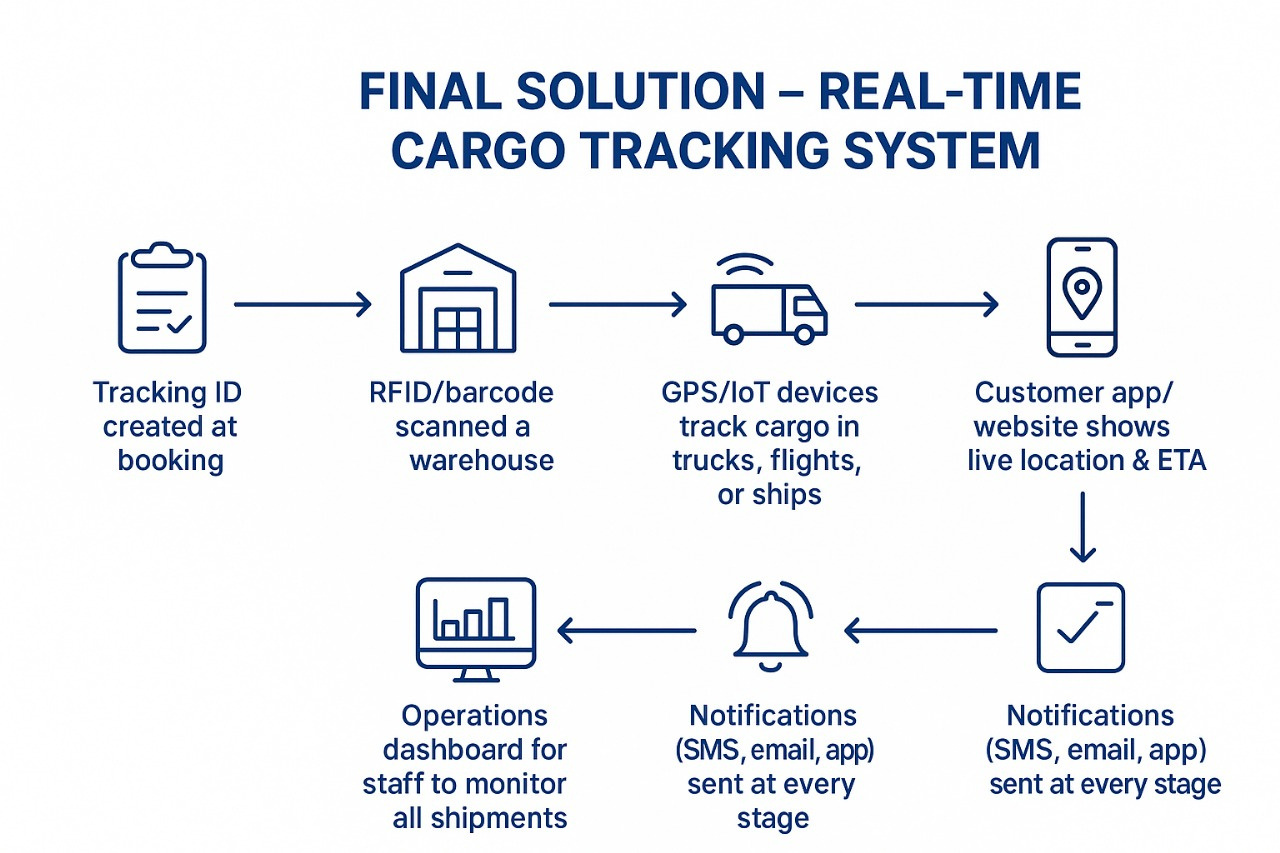 FINAL SOLUTION – REAL-TIME
CARGO TRACKING SYSTEM
Tracking ID
created at
booking
RFID/barcode
scanned a
warehouse
GPS/IoT devices
track cargo in
trucks, flights,
or ships
Customer app/
website shows
live location & ETA
Notifications
(SMS, email, app)
sent at every stage
Notifications
(SMS, email, app)
sent at every
stage
Operations
dashboard for
staff to monitor
all shipments